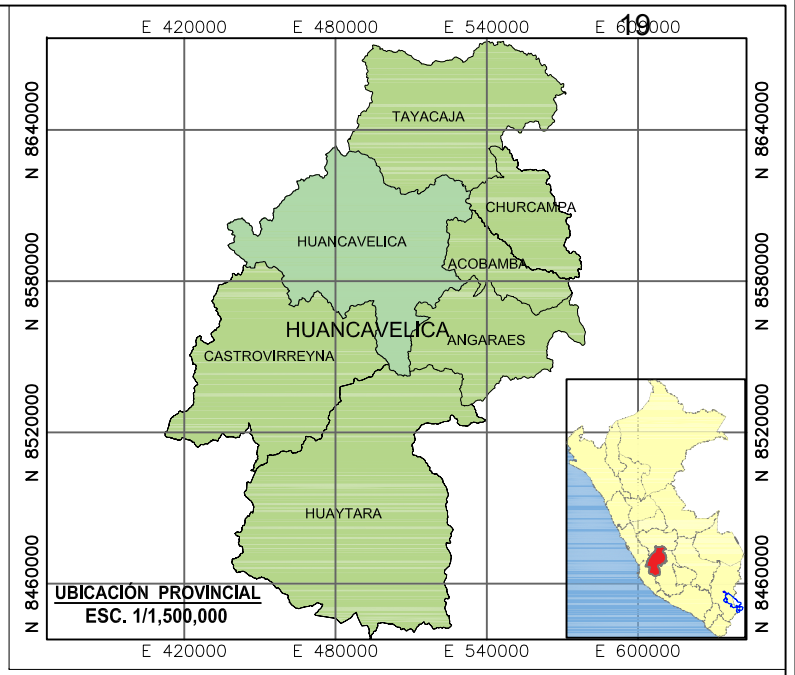 19
E 420000 E 480000 E 540000 E 600000
N 8640000 N 8640000
TAYACAJA
CHURCAMPA
HUANCAVELICA
ACOBAMBA
N 8580000 N 8580000
HUANCAVELICA
ANGARAES
CASTROVIRREYNA
N 8520000 N 8520000
HUAYTARA
N 8460000 N 8460000
UBICACIÓN PROVINCIAL
ESC. 1/1,500,000
E 420000 E 480000 E 540000 E 600000